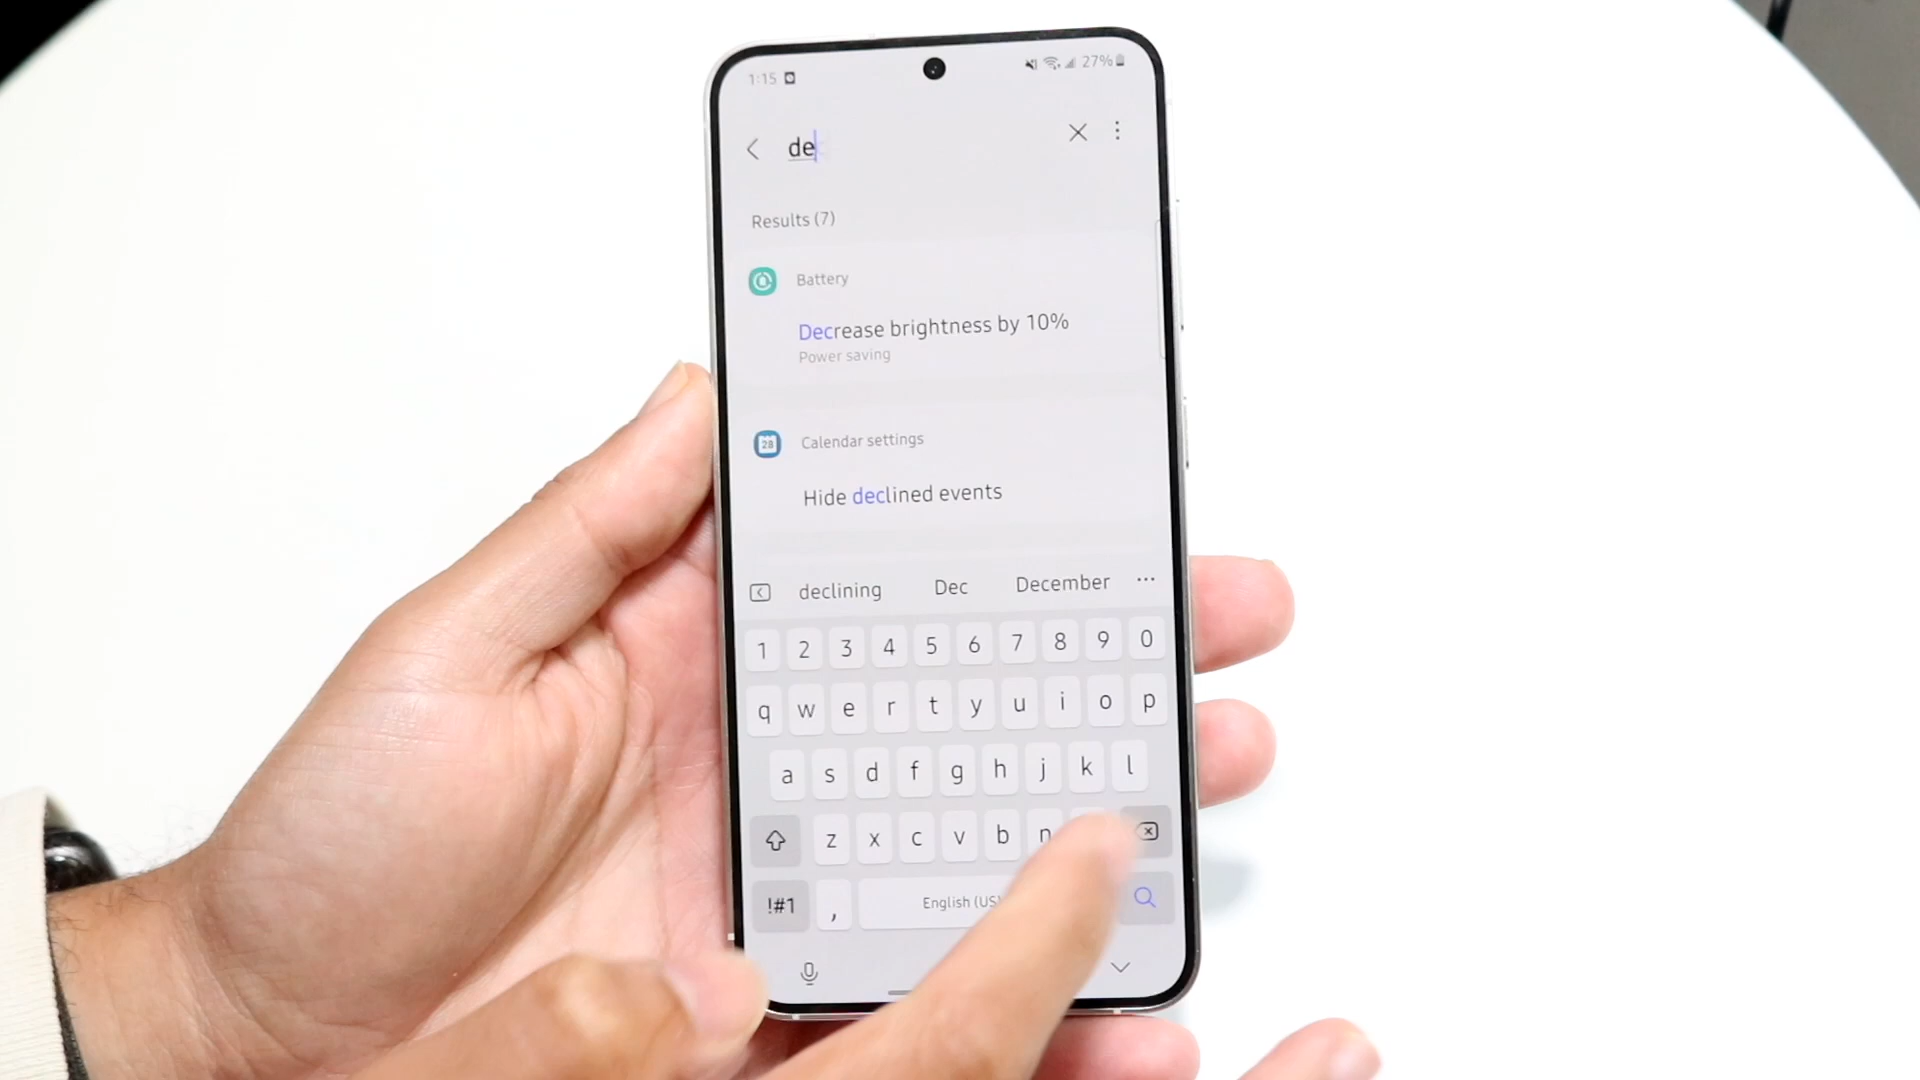 1:15 27%
de
Results (7)
Battery
Decrease brightness by 10%
Power saving
28 Calendar settings
Hide declined events
declining Dec December
1 2 3 4 5 6 7 8 9 0
q w e r t y u i o p
a s d f g h j k l
z x c v b n
!#1 , English (US)